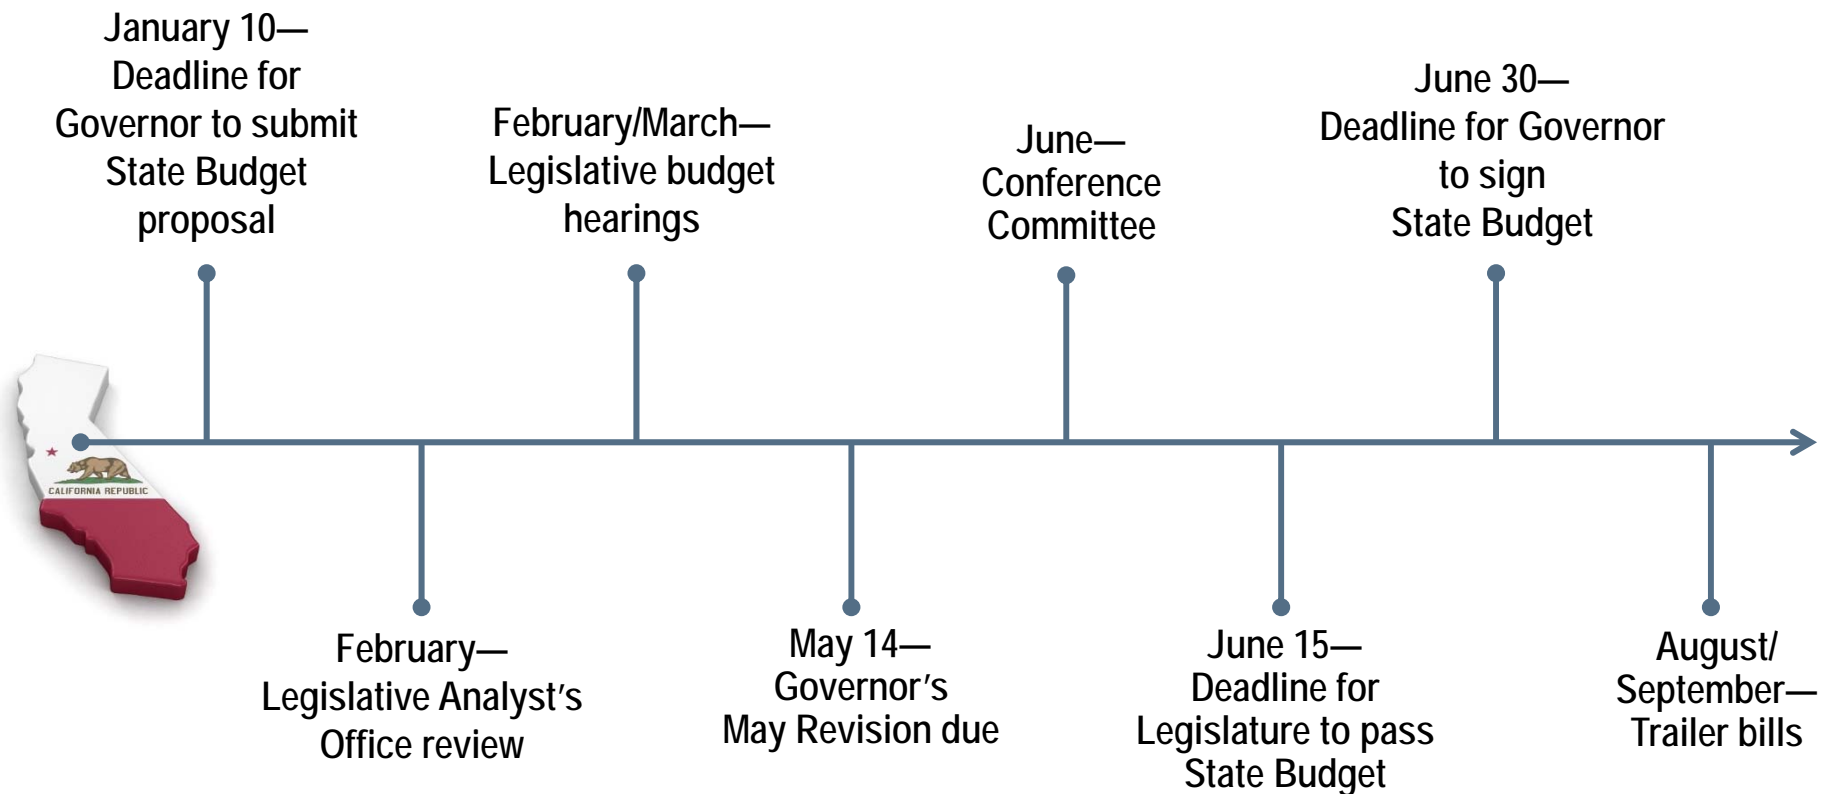 January 10—
Deadline for
Governor to submit
State Budget
proposal
February/March—
Legislative budget
hearings
June—
Conference
Committee
June 30—
Deadline for Governor
to sign
State Budget
CALIFORNIA REPUBLIC
February—
Legislative Analyst’s
Office review
May 14—
Governor’s
May Revision due
June 15—
Deadline for
Legislature to pass
State Budget
August/
September—
Trailer bills